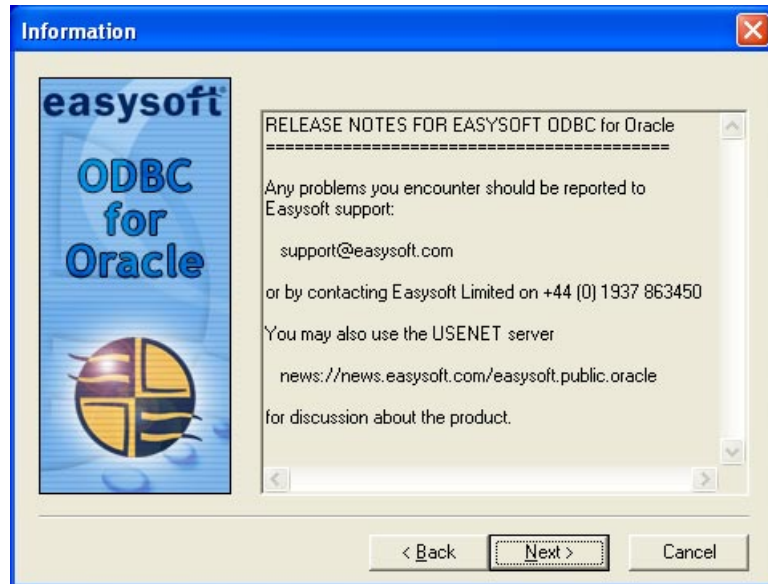 Information
easysoft
ODBC
for
Oracle
RELEASE NOTES FOR EASYSOFT ODBC for Oracle
==========================================
Any problems you encounter should be reported to
Easysoft support:
support@easysoft.com
or by contacting Easysoft Limited on +44 (0) 1937 863450
You may also use the USENET server
news://news.easysoft.com/easysoft.public.oracle
for discussion about the product.
< Back
Next >
Cancel